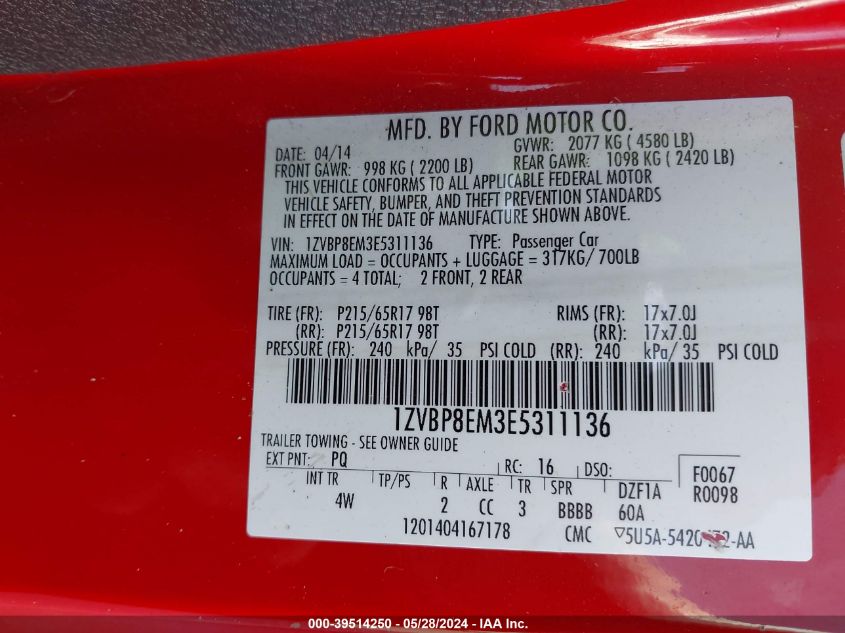 MFD. BY FORD MOTOR CO.
DATE: 04/14 GVWR: 2077 KG ( 4580 LB)
FRONT GAWR: 998 KG ( 2200 LB) REAR GAWR: 1098 KG ( 2420 LB)
THIS VEHICLE CONFORMS TO ALL APPLICABLE FEDERAL MOTOR
VEHICLE SAFETY, BUMPER, AND THEFT PREVENTION STANDARDS
IN EFFECT ON THE DATE OF MANUFACTURE SHOWN ABOVE.
VIN: 1ZVBP8EM3E5311136 TYPE: Passenger Car
MAXIMUM LOAD = OCCUPANTS + LUGGAGE = 317KG/ 700LB
OCCUPANTS = 4 TOTAL; 2 FRONT, 2 REAR
TIRE (FR): P215/65R17 98T RIMS (FR): 17x7.0J
(RR): P215/65R17 98T (RR): 17x7.0J
PRESSURE (FR): 240 kPa/ 35 PSI COLD (RR): 240 kPa/ 35 PSI COLD
1ZVBP8EM3E5311136
TRAILER TOWING - SEE OWNER GUIDE
EXT PNT: PQ RC: 16 DSO: F0067
INT TR TP/PS R AXLE TR SPR DZF1A R0098
4W 2 CC 3 BBBB 60A
1201404167178 CMC ▽5U5A-5420
000-39514250 - 05/28/2024 - IAA Inc.